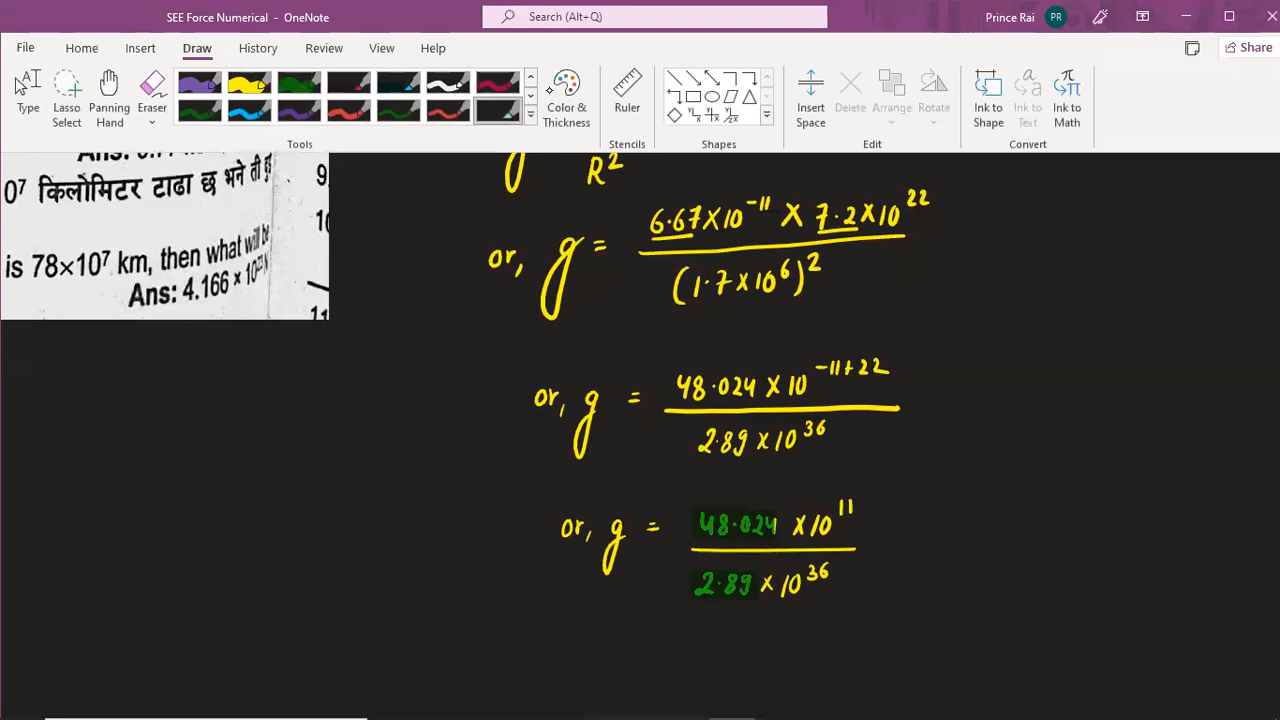 SEE Force Numerical - OneNote
Search (Alt+Q)
Prince Rai
PR
File Home Insert Draw History Review View Help
Share
Type
Lasso Select
Panning Hand
Eraser
Color & Thickness
Ruler
Insert Space
Delete
Arrange
Rotate
Ink to Shape
Ink to Text
Ink to Math
Tools
Stencils
Shapes
Edit
Convert
0⁷ किलोमिटर टाढा छ भने ती
9.
is 78×10⁷ km, then what will be
Ans: 4.166 × 10
g
R²
or, g = 6.67×10⁻¹¹ × 7.2×10²²
(1.7×10⁶)²
or, g = 48.024 × 10⁻¹¹⁺²²
2.89 × 10³⁶
or, g = 48.024 × 10¹¹
2.89 × 10³⁶